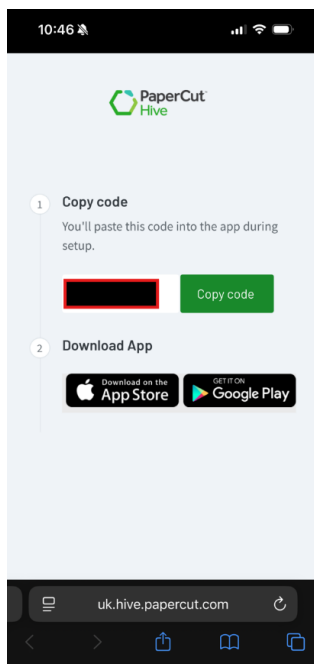 10:46
PaperCut
Hive
1
Copy code
You'll paste this code into the app during
setup.
Copy code
2
Download App
Download on the
App Store
GET IT ON
Google Play
uk.hive.papercut.com